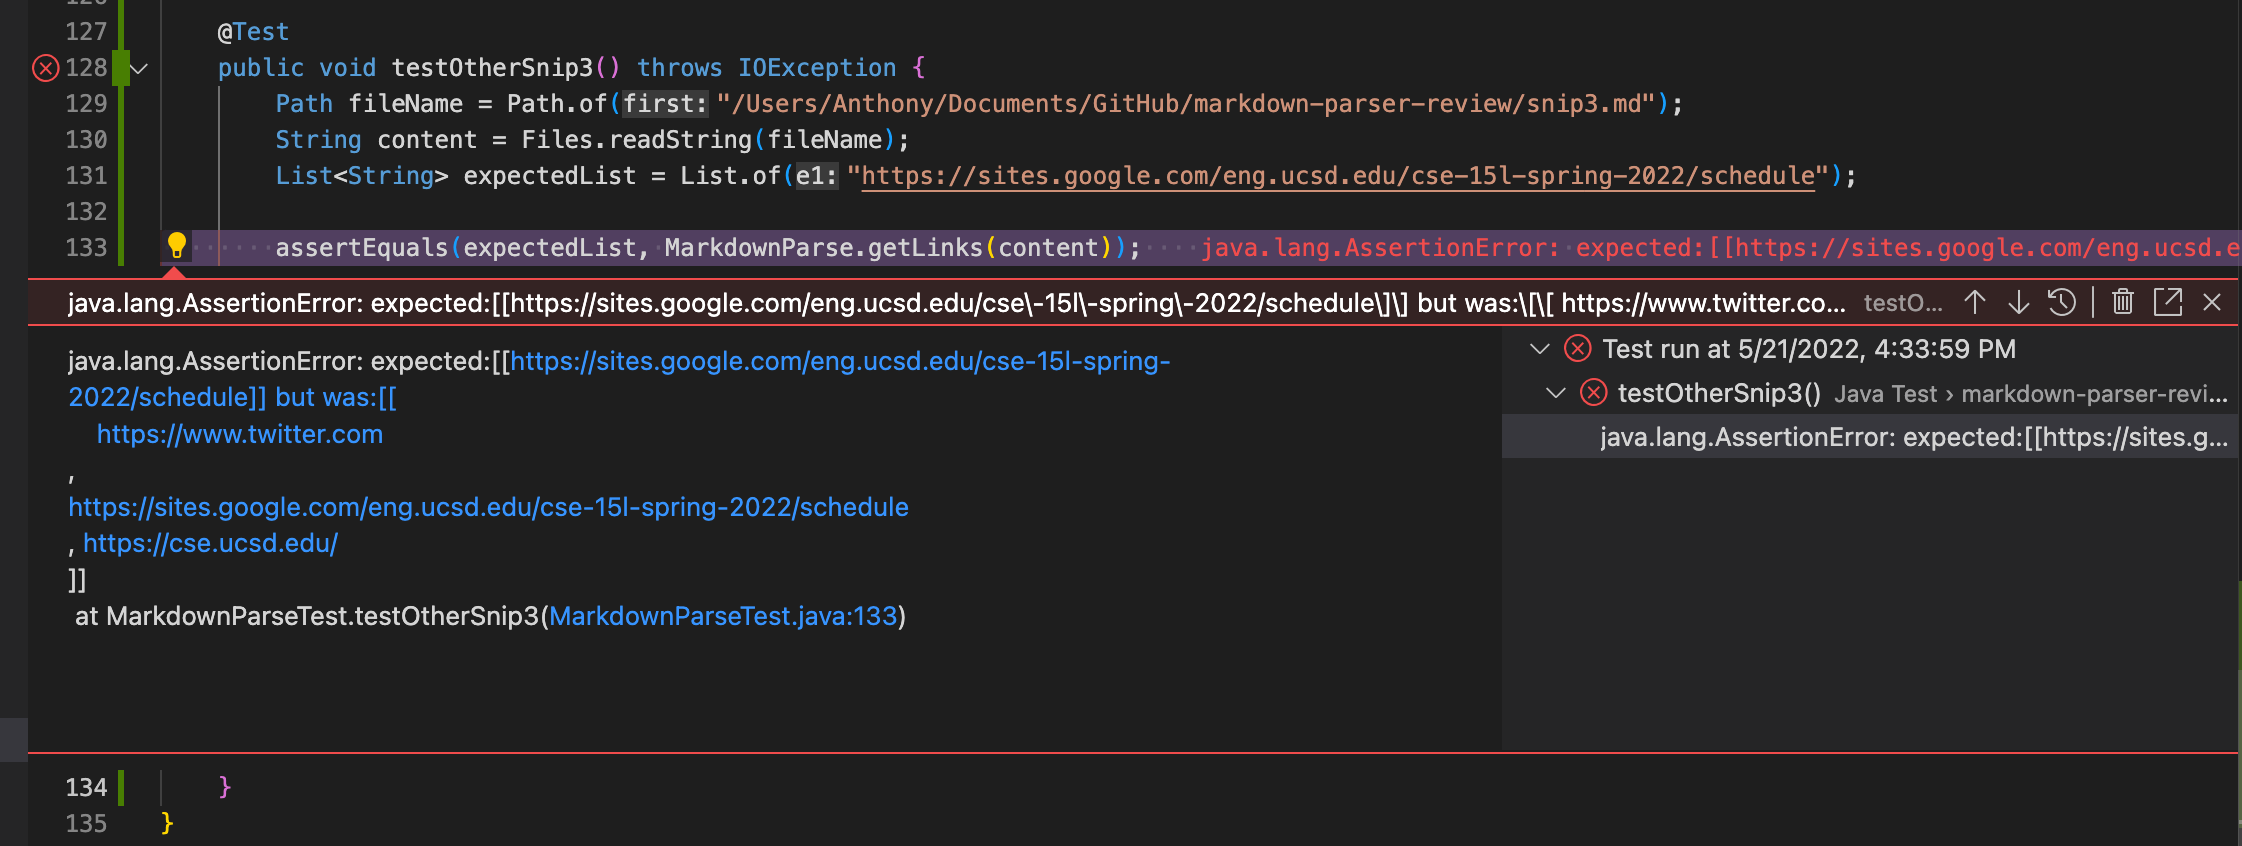 126
127 @Test
128 public void testOtherSnip3() throws IOException {
129 Path fileName = Path.of(first: "/Users/Anthony/Documents/GitHub/markdown-parser-review/snip3.md");
130 String content = Files.readString(fileName);
131 List<String> expectedList = List.of(e1: "https://sites.google.com/eng.ucsd.edu/cse-15l-spring-2022/schedule");
132
133 ······assertEquals(expectedList,·MarkdownParse.getLinks(content));····java.lang.AssertionError:·expected:[[https://sites.google.com/eng.ucsd.e
java.lang.AssertionError: expected:[[https://sites.google.com/eng.ucsd.edu/cse\-15l\-spring\-2022/schedule\]\] but was:\[\[ https://www.twitter.co... testO...
java.lang.AssertionError: expected:[[https://sites.google.com/eng.ucsd.edu/cse-15l-spring-
2022/schedule]] but was:[[
https://www.twitter.com
,
https://sites.google.com/eng.ucsd.edu/cse-15l-spring-2022/schedule
, https://cse.ucsd.edu/
]]
at MarkdownParseTest.testOtherSnip3(MarkdownParseTest.java:133)
Test run at 5/21/2022, 4:33:59 PM
testOtherSnip3() Java Test › markdown-parser-revi...
java.lang.AssertionError: expected:[[https://sites.g...
134 }
135 }